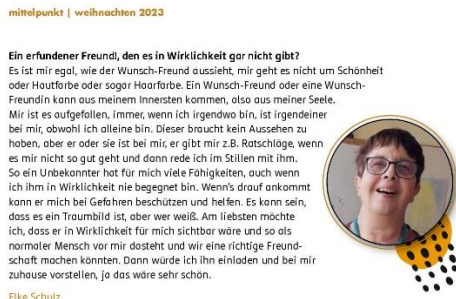 mittelpunkt | weihnachten 2023
Ein erfundener Freund!, den es in Wirklichkeit gar nicht gibt?
Es ist mir egal, wie der Wunsch-Freund aussieht, mir geht es nicht um Schönheit
oder Hautfarbe oder sogar Haarfarbe. Ein Wunsch-Freund oder eine Wunsch-
Freundin kann aus meinem Innersten kommen, also aus meiner Seele.
Mir ist es aufgefallen, immer, wenn ich irgendwo bin, ist irgendeiner
bei mir, obwohl ich alleine bin. Dieser braucht kein Aussehen zu
haben, aber er oder sie ist bei mir, er gibt mir z.B. Ratschläge, wenn
es mir nicht so gut geht und dann rede ich im Stillen mit ihm.
So ein Unbekannter hat für mich viele Fähigkeiten, auch wenn
ich ihm in Wirklichkeit nie begegnet bin. Wenn's drauf ankommt
kann er mich bei Gefahren beschützen und helfen. Es kann sein,
dass es ein Traumbild ist, aber wer weiß. Am liebsten möchte
ich, dass er in Wirklichkeit für mich sichtbar wäre und so als
normaler Mensch vor mir dasteht und wir eine richtige Freund-
schaft machen könnten. Dann würde ich ihn einladen und bei mir
zuhause vorstellen, ja das wäre sehr schön.
Elke Schulz